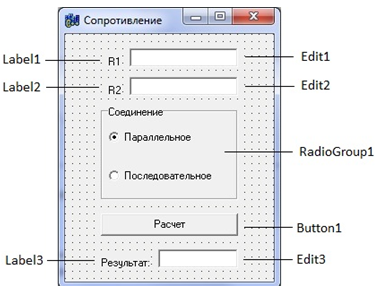 Сопротивление
Label1 R1: Edit1
Label2 R2: Edit2
Соединение
Параллельное
RadioGroup1
Последовательное
Расчет
Button1
Label3 Результат: Edit3